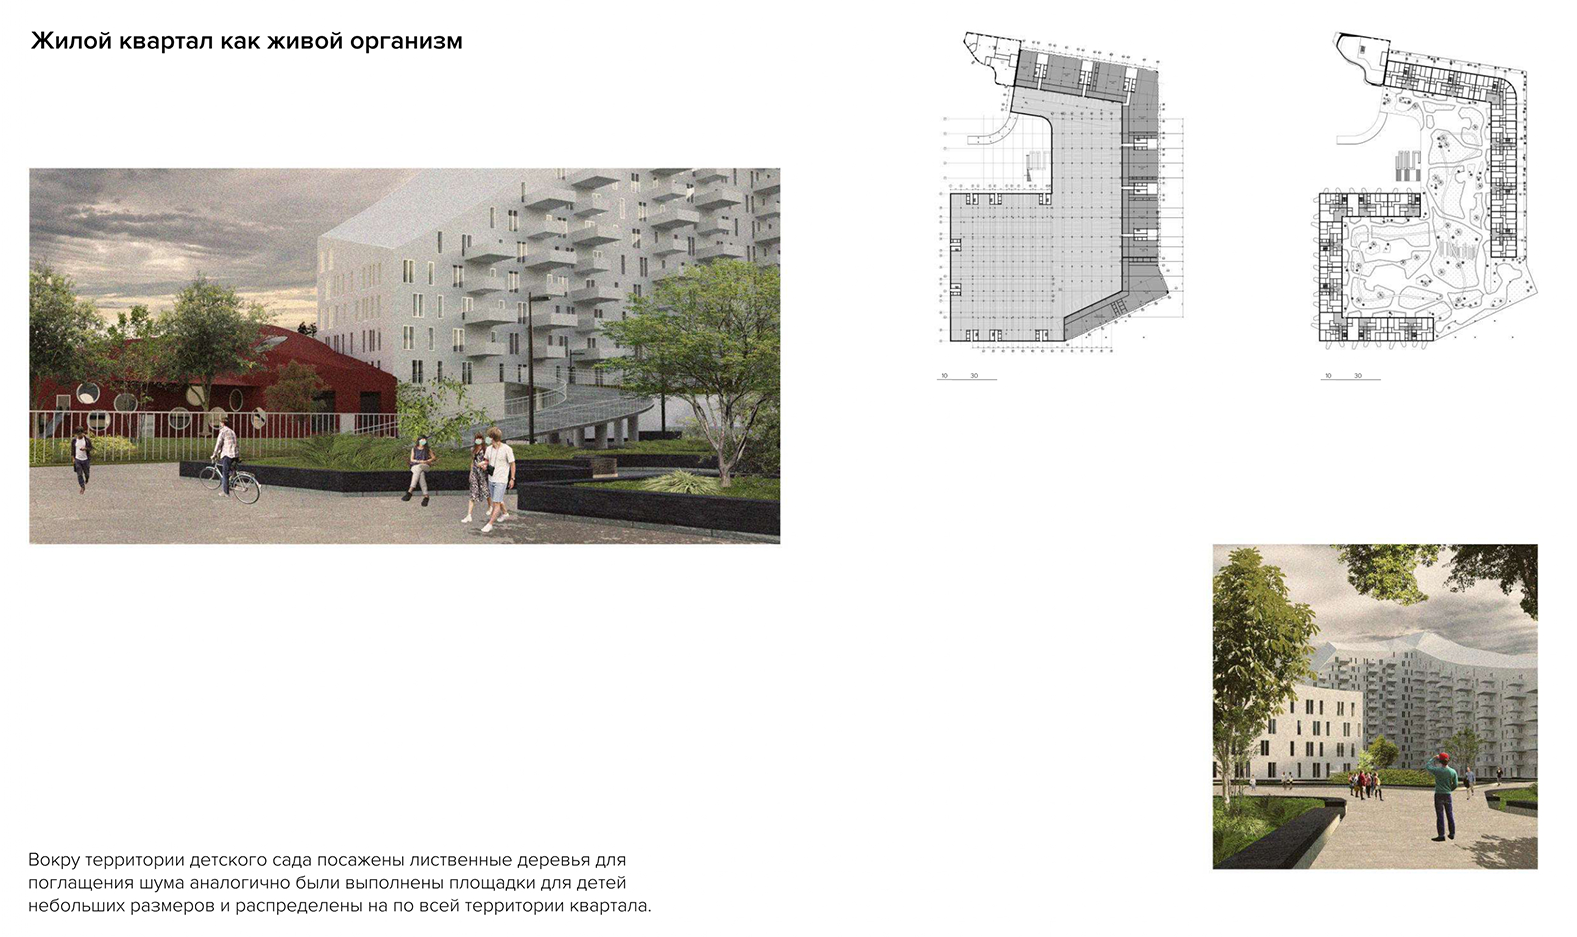 Жилой квартал как живой организм
10 30
10 30
Вокру территории детского сада посажены лиственные деревья для
поглащения шума аналогично были выполнены площадки для детей
небольших размеров и распределены на по всей территории квартала.